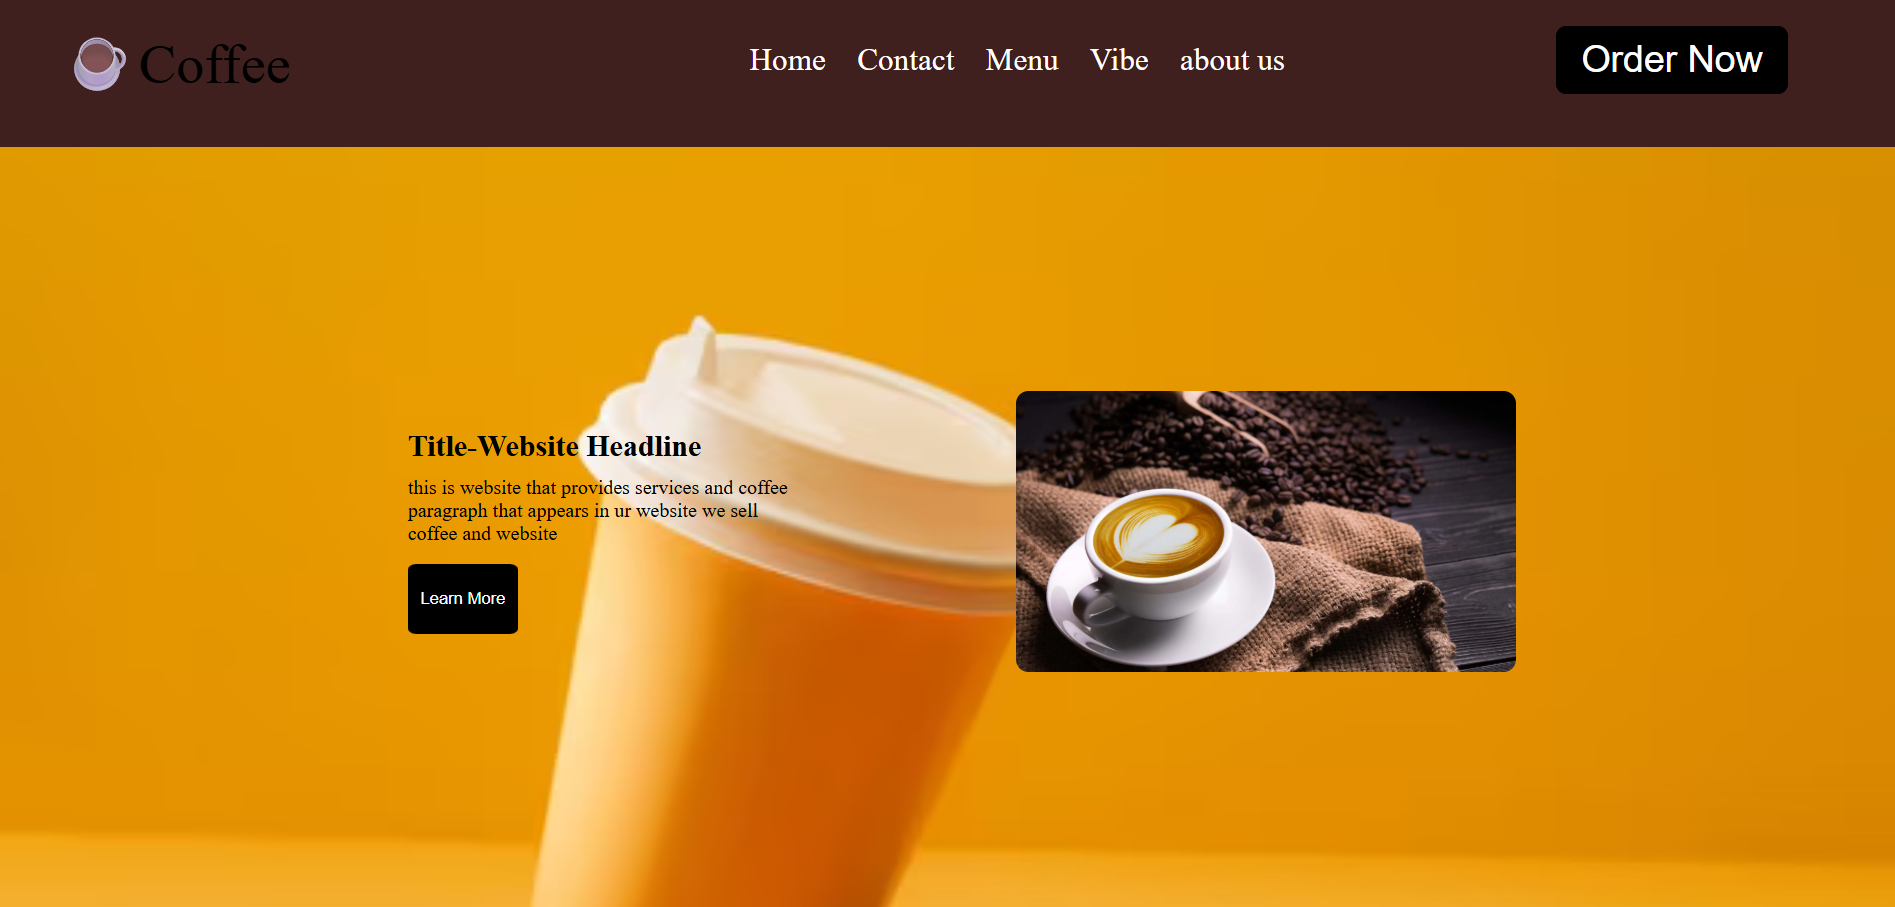 Coffee
Home Contact Menu Vibe about us
Order Now
Title-Website Headline
this is website that provides services and coffee
paragraph that appears in ur website we sell
coffee and website
Learn More